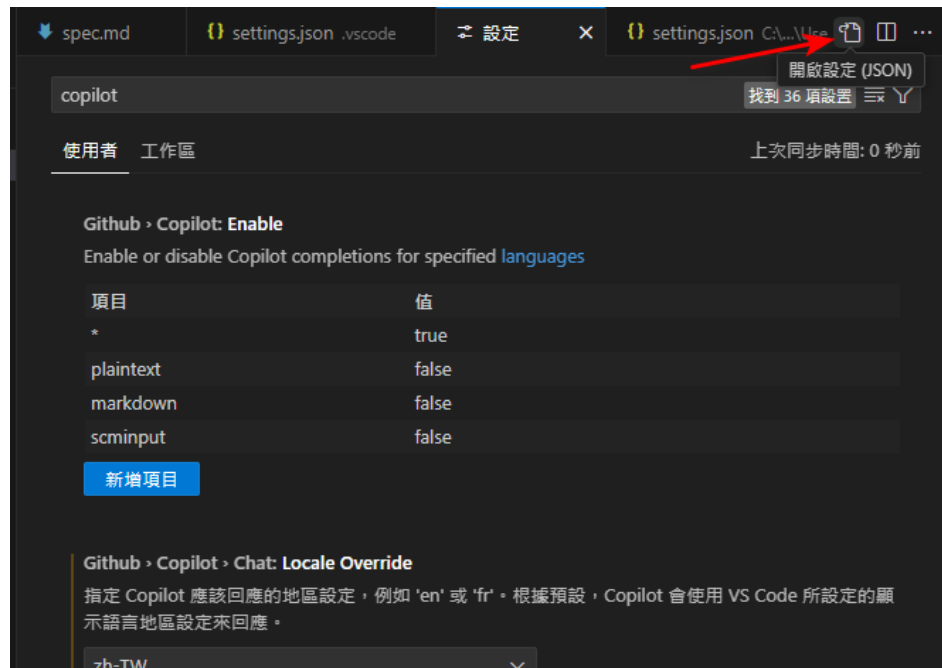 spec.md
settings.json .vscode
設定
settings.json C:\...\Use
開啟設定 (JSON)
copilot
找到 36 項設置
使用者
工作區
上次同步時間: 0 秒前
Github › Copilot: Enable
Enable or disable Copilot completions for specified languages
項目 值
* true
plaintext false
markdown false
scminput false
新增項目
Github › Copilot › Chat: Locale Override
指定 Copilot 應該回應的地區設定，例如 'en' 或 'fr'。根據預設，Copilot 會使用 VS Code 所設定的顯
示語言地區設定來回應。
zh-TW